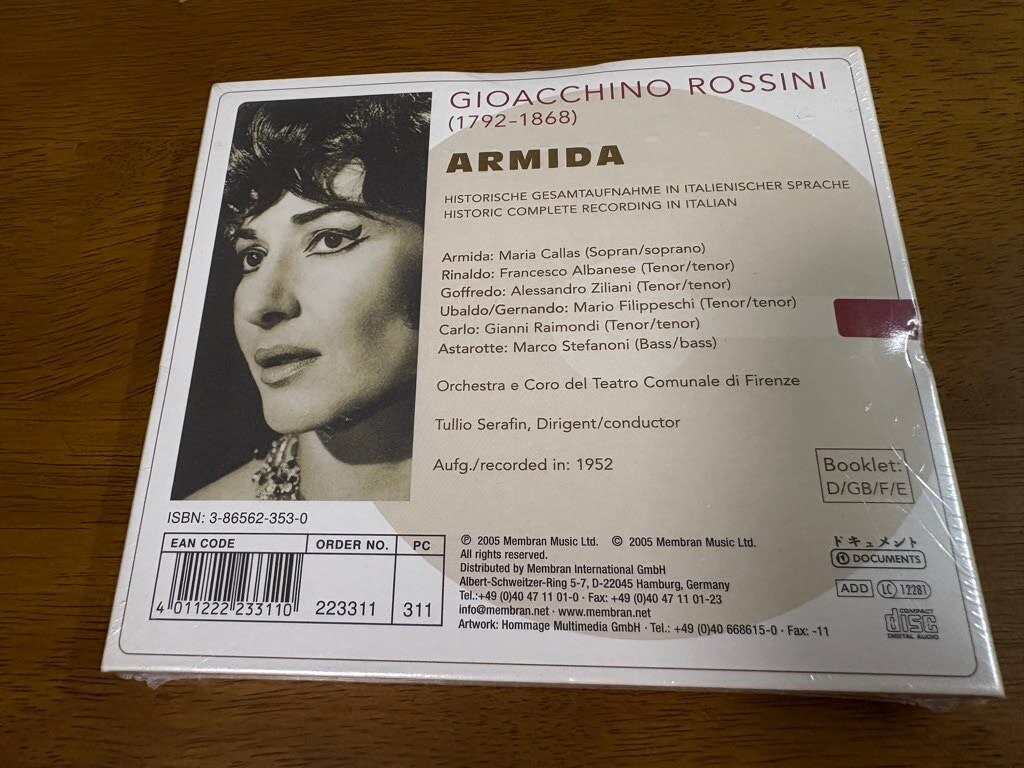 GIOACCHINO ROSSINI
(1792-1868)
ARMIDA
HISTORISCHE GESAMTAUFNAHME IN ITALIENISCHER SPRACHE
HISTORIC COMPLETE RECORDING IN ITALIAN
Armida: Maria Callas (Sopran/soprano)
Rinaldo: Francesco Albanese (Tenor/tenor)
Goffredo: Alessandro Ziliani (Tenor/tenor)
Ubaldo/Gernando: Mario Filippeschi (Tenor/tenor)
Carlo: Gianni Raimondi (Tenor/tenor)
Astarotte: Marco Stefanoni (Bass/bass)
Orchestra e Coro del Teatro Comunale di Firenze
Tullio Serafin, Dirigent/conductor
Aufg./recorded in: 1952
Booklet:
D/GB/F/E
ISBN: 3-86562-353-0
EAN CODE ORDER NO. PC
4 011222 233110 223311 311
℗ 2005 Membran Music Ltd. © 2005 Membran Music Ltd.
All rights reserved.
Distributed by Membran International GmbH
Albert-Schweitzer-Ring 5-7, D-22045 Hamburg, Germany
Tel.:+49 (0)40 47 11 01-0 · Fax: +49 (0)40 47 11 01-23
info@membran.net · www.membran.net
Artwork: Hommage Multimedia GmbH · Tel.: +49 (0)40 668615-0 · Fax: -11
ドキュメント
DOCUMENTS
ADD LC 12281
COMPACT
disc
DIGITAL AUDIO